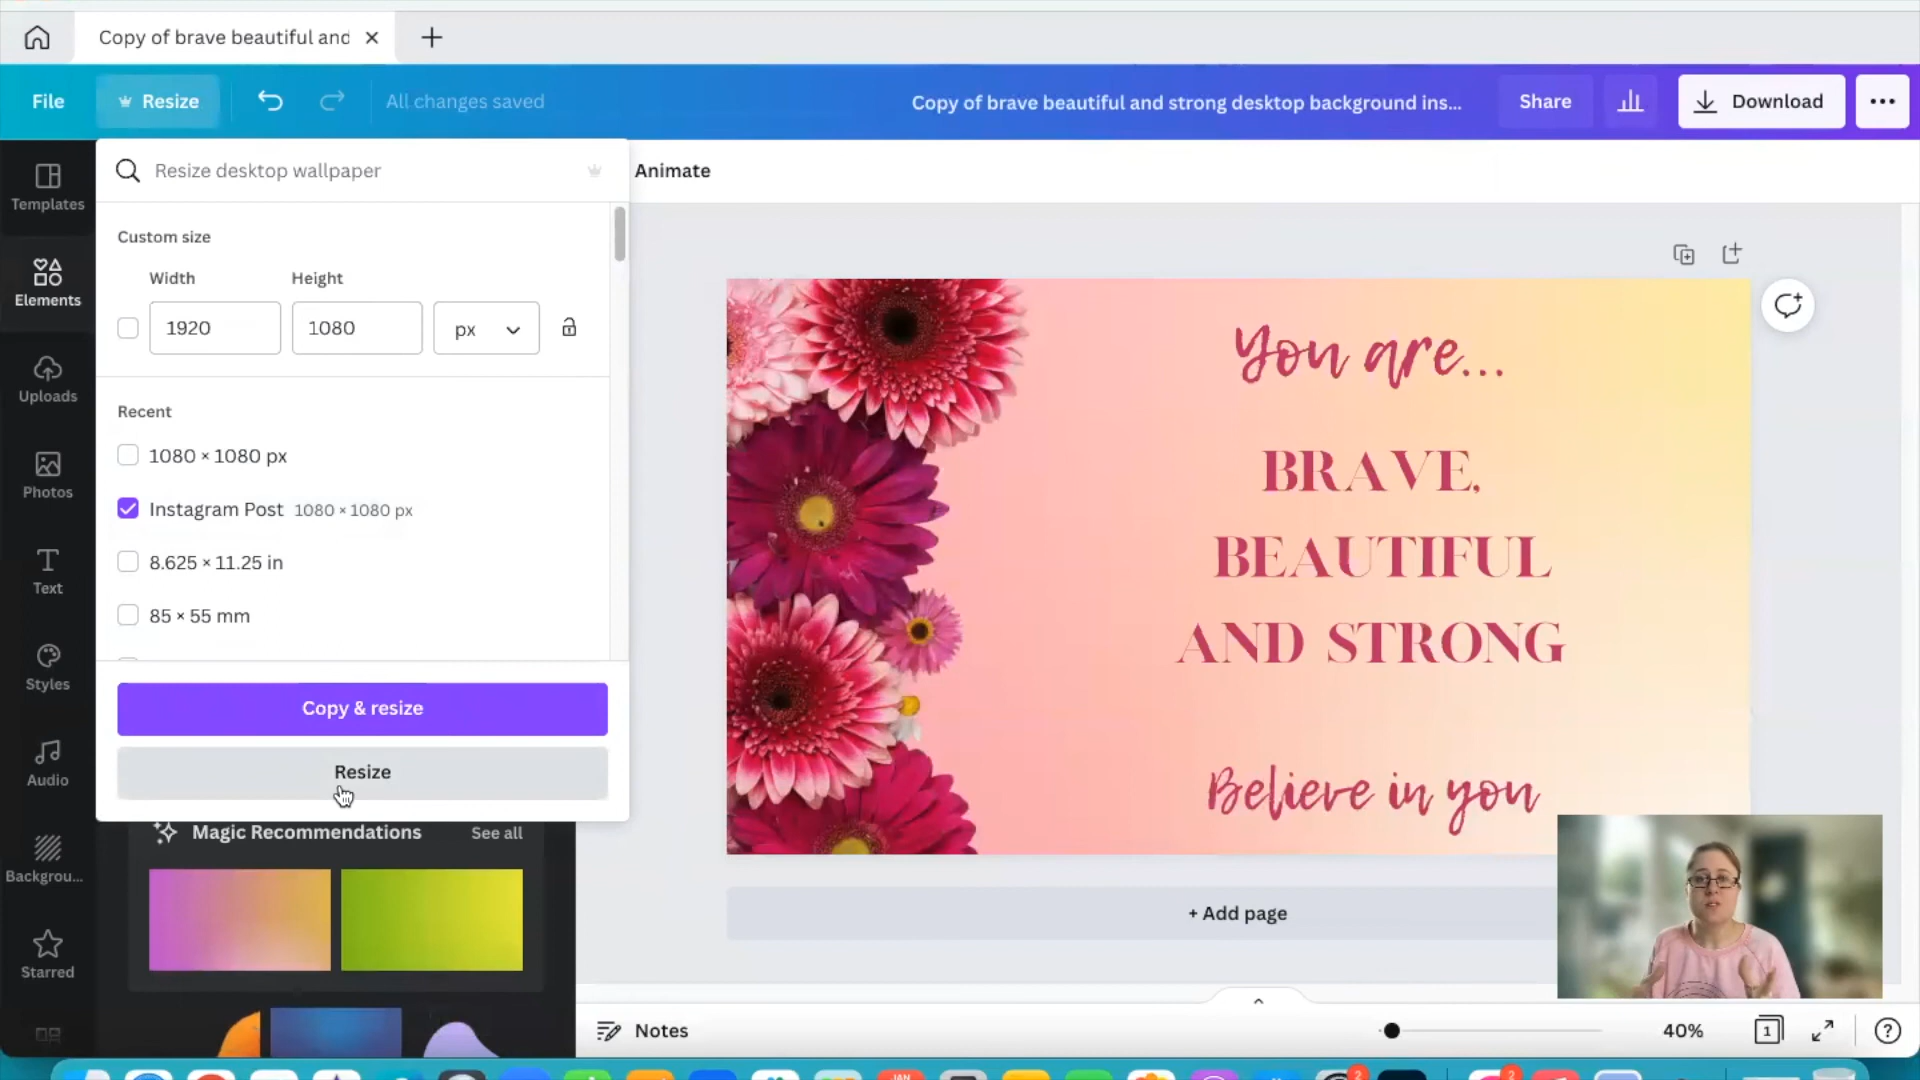 Copy of brave beautiful and
File
Resize
All changes saved
Copy of brave beautiful and strong desktop background ins...
Share
Download
Resize desktop wallpaper
Animate
Custom size
Width
Height
1920
1080
px
Recent
1080 × 1080 px
Instagram Post 1080 × 1080 px
8.625 × 11.25 in
85 × 55 mm
Copy & resize
Resize
Templates
Elements
Uploads
Photos
Text
Styles
Audio
Backgrou...
Starred
Magic Recommendations
See all
You are...
BRAVE,
BEAUTIFUL
AND STRONG
Believe in you
+ Add page
Notes
40%
1
JAN
2
2